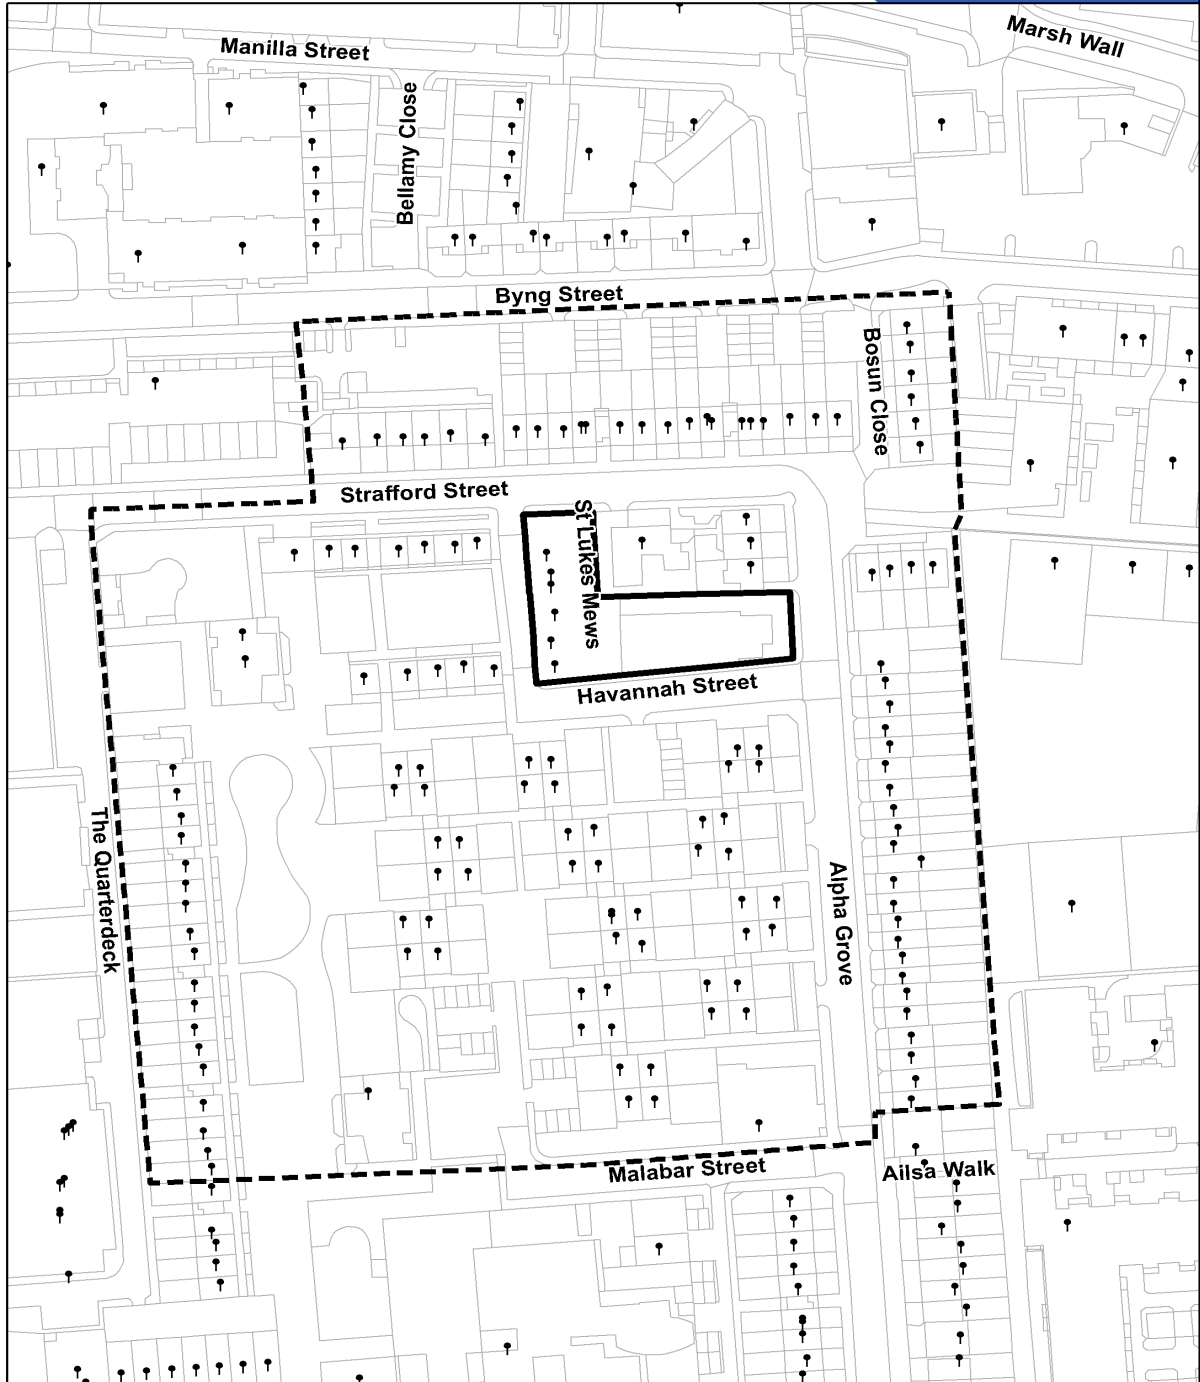 Marsh Wall
Manilla Street
Bellamy Close
Byng Street
Bosun Close
Strafford Street
St Lukes Mews
Havannah Street
The Quarterdeck
Alpha Grove
Malabar Street
Ailsa Walk